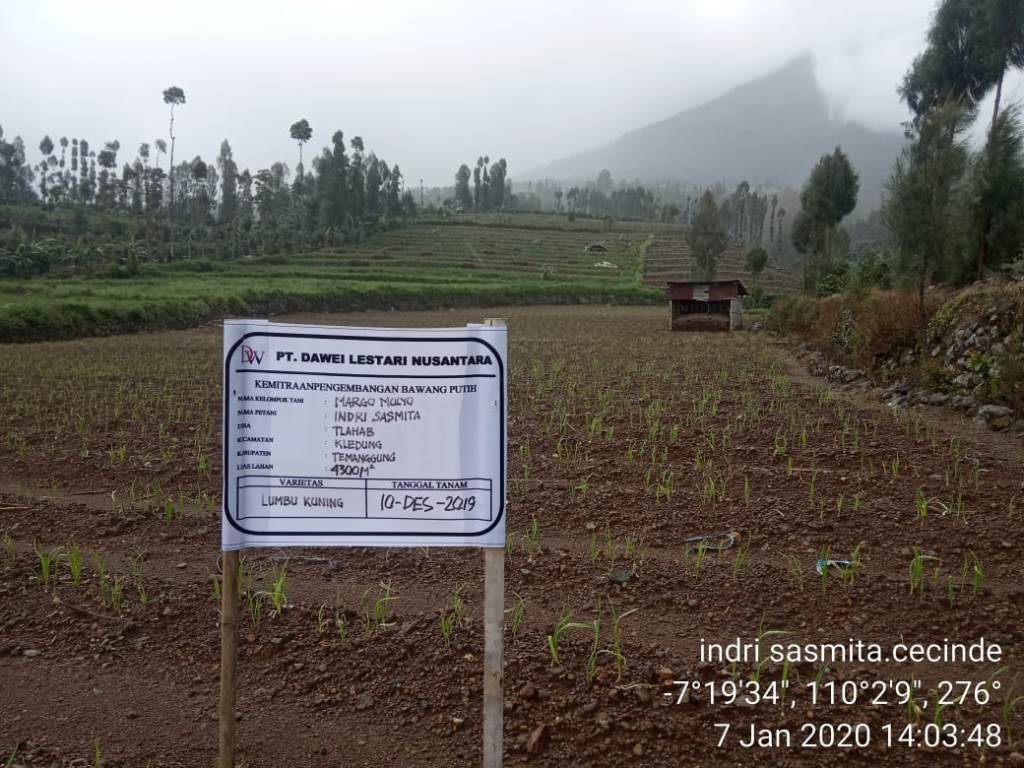 DW PT. DAWEI LESTARI NUSANTARA
KEMITRAANPENGEMBANGAN BAWANG PUTIH
NAMA KELOMPOK TANI : MARGO MULYO
NAMA PETANI : INDRI SASMITA
DESA : TLAHAB
KECAMATAN : KLEDUNG
KABUPATEN : TEMANGGUNG
LUAS LAHAN : 4300M²
VARIETAS TANGGAL TANAM
LUMBU KUNING 10-DES-2019
indri sasmita.cecinde
-7°19'34", 110°2'9", 276°
7 Jan 2020 14:03:48